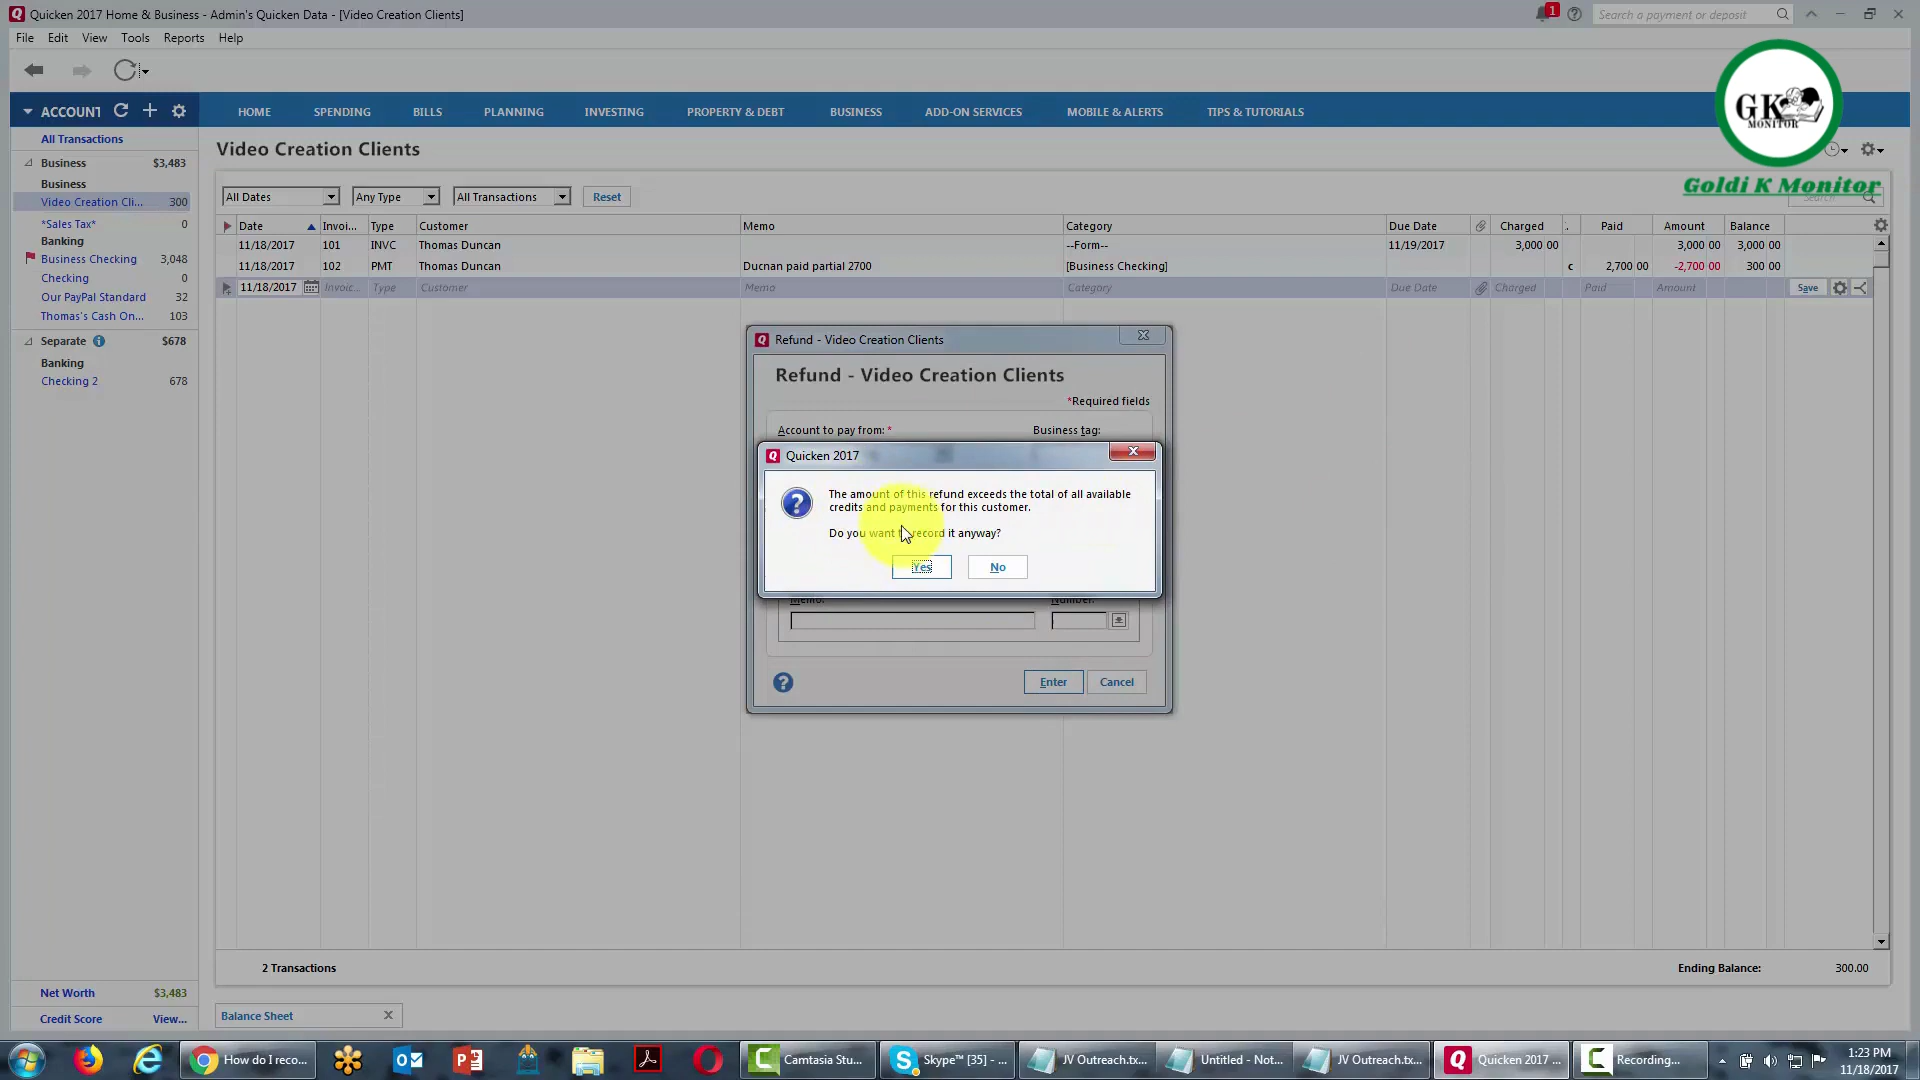 Quicken 2017 Home & Business - Admin's Quicken Data - [Video Creation Clients]
1
Search a payment or deposit
File Edit View Tools Reports Help
GK
MONITOR
Goldi K Monitor
ACCOUNT
HOME SPENDING BILLS PLANNING INVESTING PROPERTY & DEBT BUSINESS ADD-ON SERVICES MOBILE & ALERTS TIPS & TUTORIALS
All Transactions
Business $3,483
Business
Video Creation Cli... 300
*Sales Tax* 0
Banking
Business Checking 3,048
Checking 0
Our PayPal Standard 32
Thomas's Cash On... 103
Separate $678
Banking
Checking 2 678
Net Worth $3,483
Credit Score View...
Video Creation Clients
All Dates Any Type All Transactions Reset Search
Date Invoi... Type Customer Memo Category Due Date Charged . Paid Amount Balance
11/18/2017 101 INVC Thomas Duncan --Form-- 11/19/2017 3,000 00 3,000 00 3,000 00
11/18/2017 102 PMT Thomas Duncan Ducnan paid partial 2700 [Business Checking] c 2,700 00 -2,700 00 300 00
11/18/2017 Invoic... Type Customer Memo Category Due Date Charged Paid Amount Save
Refund - Video Creation Clients
Refund - Video Creation Clients
*Required fields
Account to pay from: * Business tag:
Quicken 2017
The amount of this refund exceeds the total of all available
credits and payments for this customer.
Do you want to record it anyway?
Yes No
Memo: Number:
Enter Cancel
2 Transactions Ending Balance: 300.00
Balance Sheet
How do I reco... Camtasia Stu... Skype™ [35] - ... JV Outreach.tx... Untitled - Not... JV Outreach.tx... Quicken 2017 ... Recording...
1:23 PM
11/18/2017